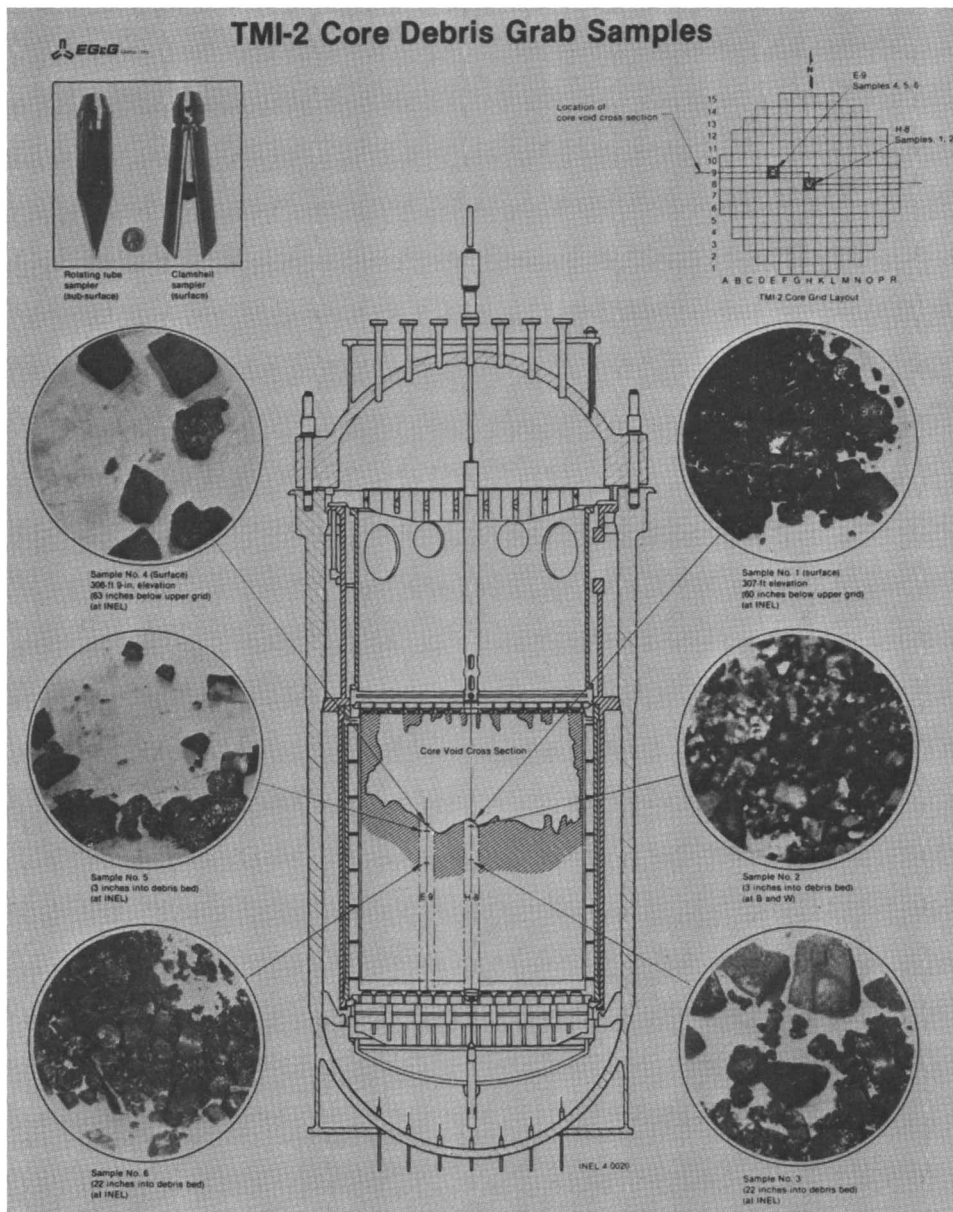 TMI-2 Core Debris Grab Samples
EG&G
Rotating tube
sampler
(sub-surface)
Clamshell
sampler
(surface)
N
E-9
Samples 4, 5, 6
Location of
core void cross section
H-8
Samples, 1, 2
15
14
13
12
11
10
9
8
7
6
5
4
3
2
1
A B C D E F G H K L M N O P R
TMI-2 Core Grid Layout
Sample No. 4 (Surface)
306-ft 9-in. elevation
(63 inches below upper grid)
(at INEL)
Sample No. 1 (surface)
307-ft elevation
(60 inches below upper grid)
(at INEL)
Core Void Cross Section
Sample No. 5
(3 inches into debris bed)
(at INEL)
Sample No. 2
(3 inches into debris bed)
(at B and W)
E-9
H-8
Sample No. 6
(22 inches into debris bed)
(at INEL)
INEL 4 0020
Sample No. 3
(22 inches into debris bed)
(at INEL)